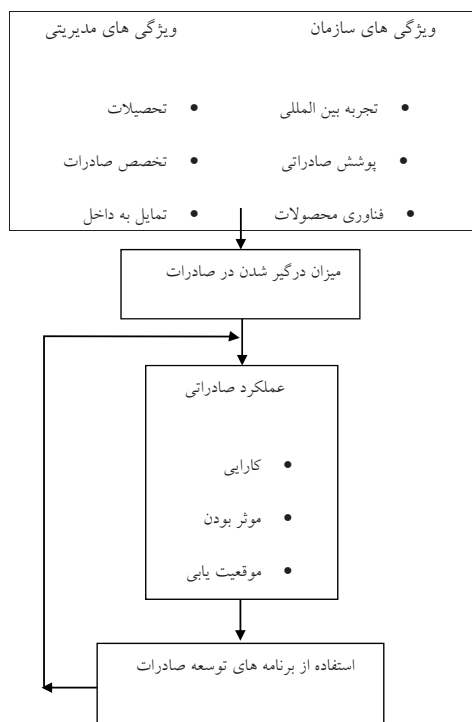 ویژگی های سازمان
ویژگی های مدیریتی
• تجربه بین المللی
• تحصیلات
• پوشش صادراتی
• تخصص صادرات
• فناوری محصولات
• تمایل به داخل
میزان درگیر شدن در صادرات
عملکرد صادراتی
• کارایی
• موثر بودن
• موقعیت یابی
استفاده از برنامه های توسعه صادرات